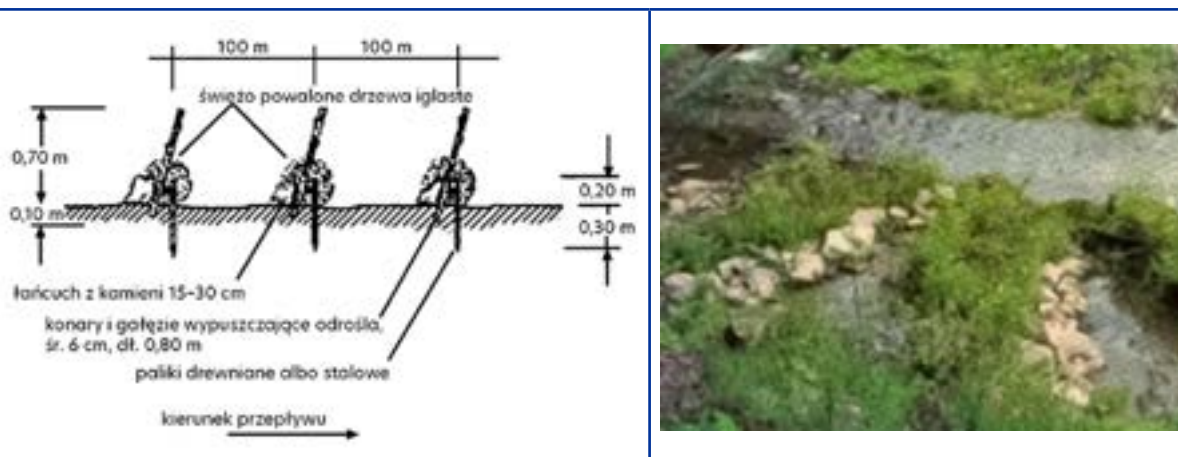 100 m 100 m
świeżo powalone drzewa iglaste
0,70 m
0,10 m
0,20 m
0,30 m
łańcuch z kamieni 15-30 cm
konary i gałęzie wypuszczające odrośla,
śr. 6 cm, dł. 0,80 m
paliki drewniane albo stalowe
kierunek przepływu